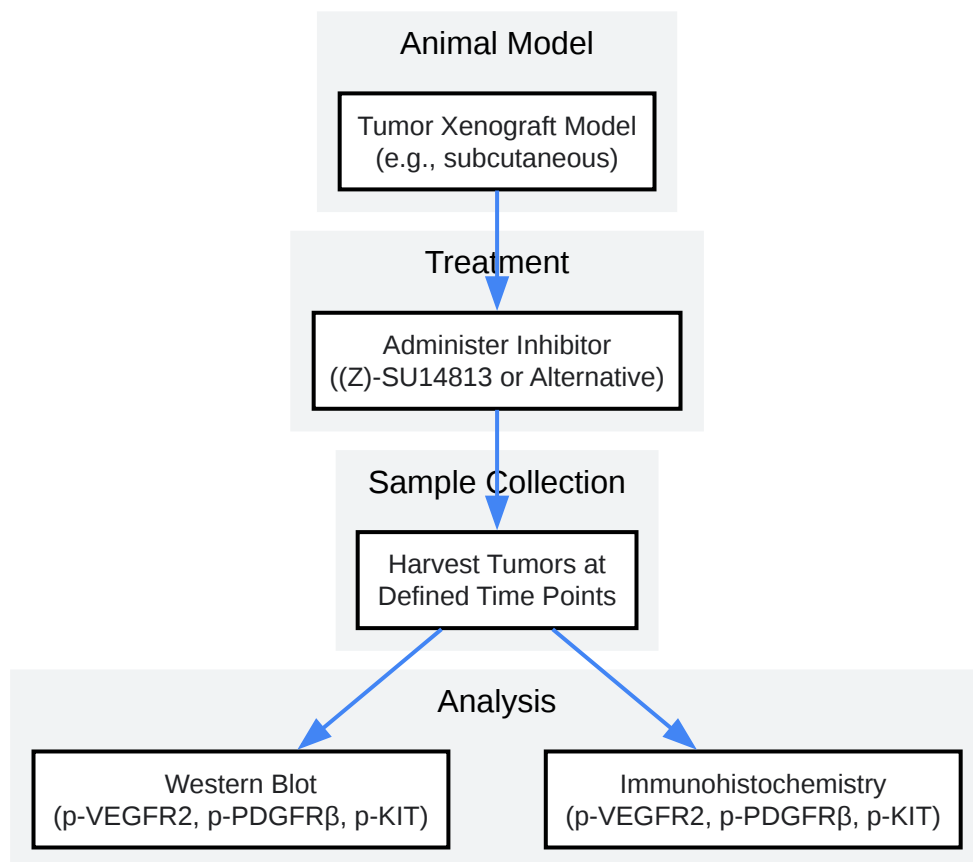 Animal Model
Tumor Xenograft Model
(e.g., subcutaneous)
Treatment
Administer Inhibitor
((Z)-SU14813 or Alternative)
Sample Collection
Harvest Tumors at
Defined Time Points
Analysis
Western Blot
(p-VEGFR2, p-PDGFRβ, p-KIT)
Immunohistochemistry
(p-VEGFR2, p-PDGFRβ, p-KIT)